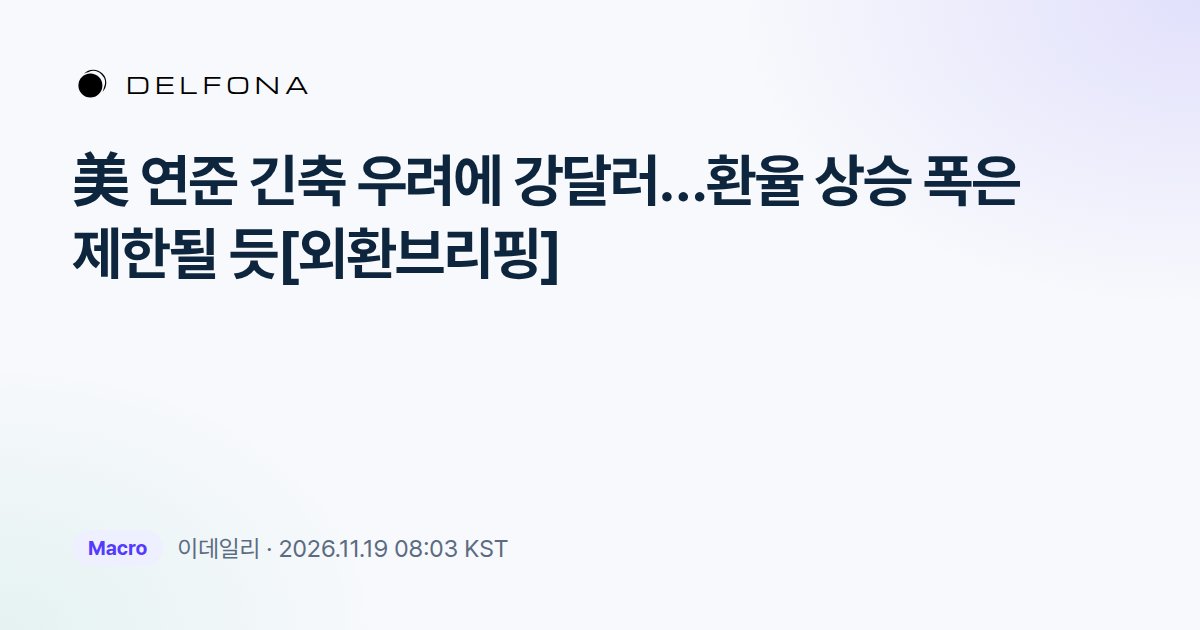 DELFONA
美 연준 긴축 우려에 강달러…환율 상승 폭은
제한될 듯[외환브리핑]
Macro 이데일리 · 2026.11.19 08:03 KST